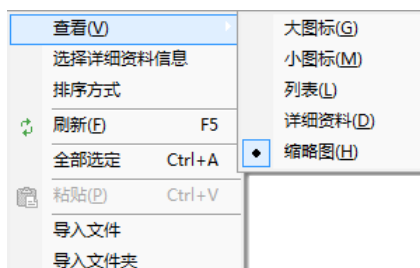 查看(V)
选择详细资料信息
排序方式
刷新(F) F5
全部选定 Ctrl+A
粘贴(P) Ctrl+V
导入文件
导入文件夹
大图标(G)
小图标(M)
列表(L)
详细资料(D)
缩略图(H)